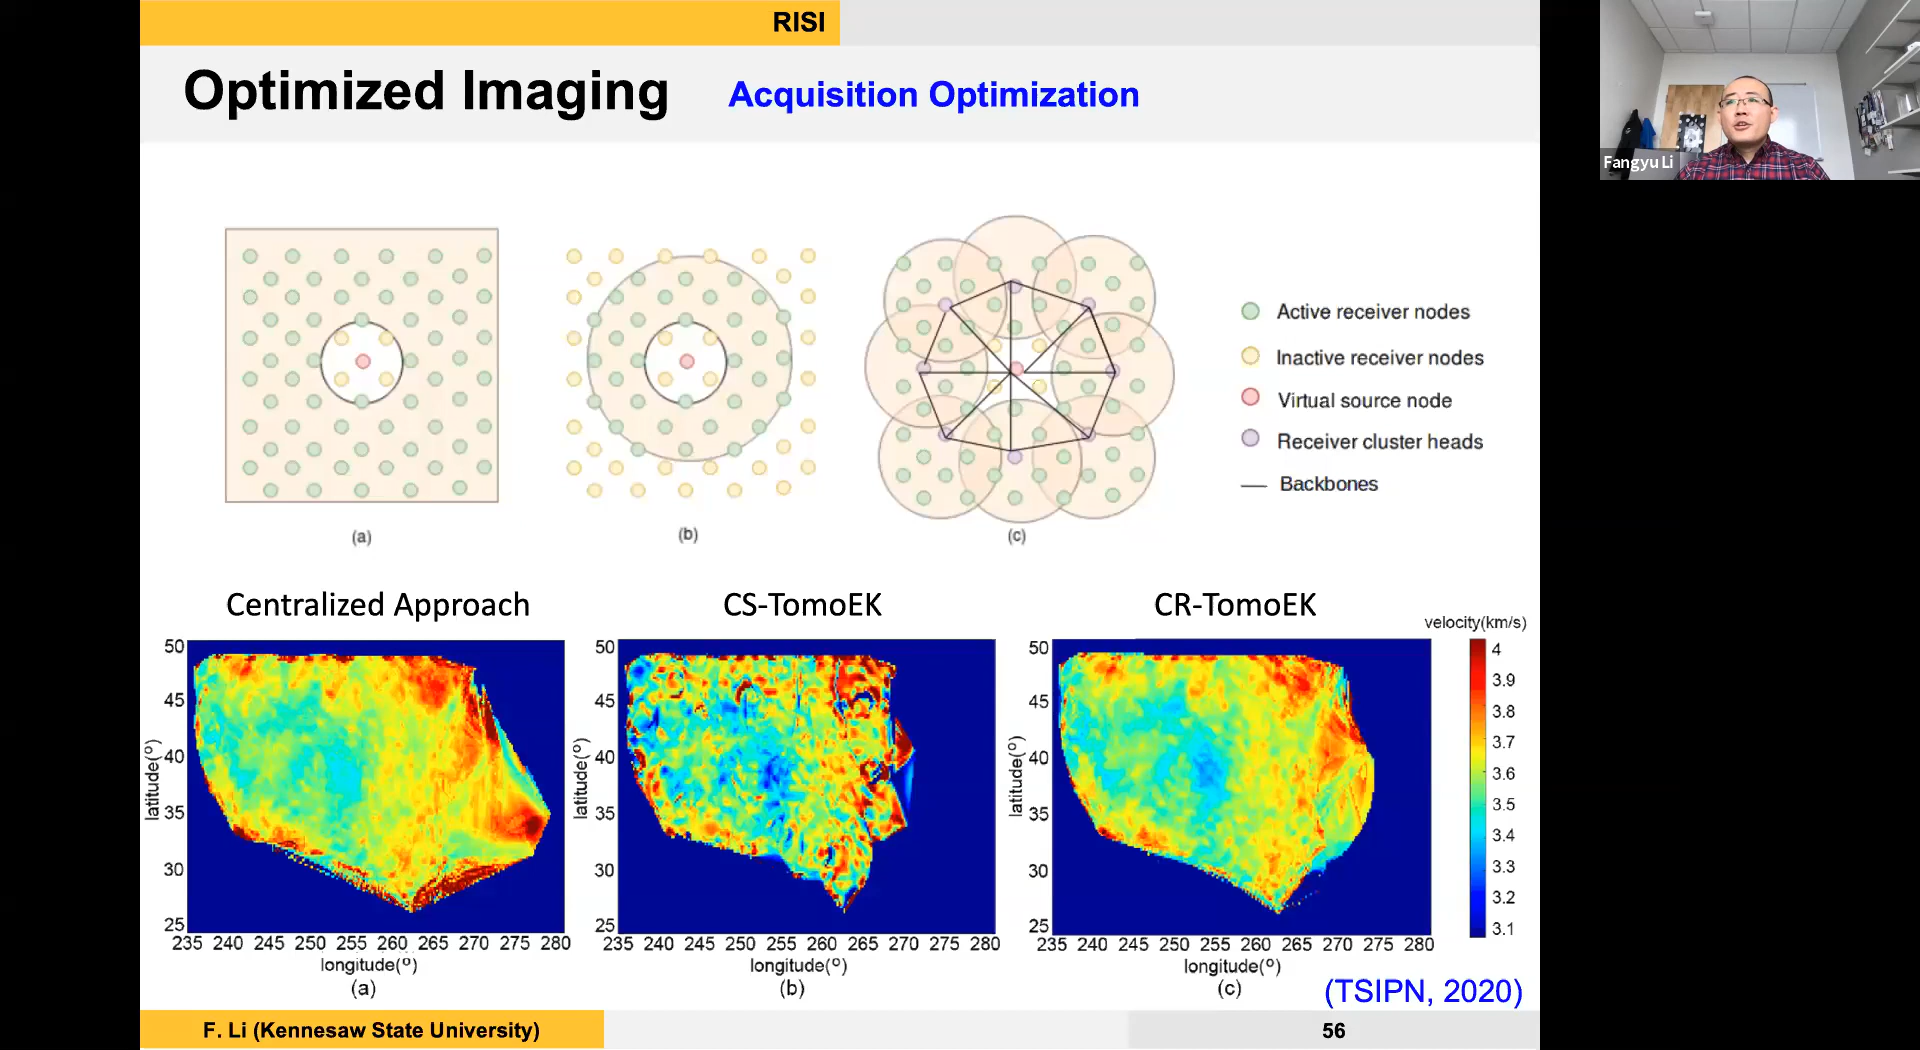 RISI
Optimized Imaging
Acquisition Optimization
Fangyu Li
Active receiver nodes
Inactive receiver nodes
Virtual source node
Receiver cluster heads
Backbones
(a)
(b)
(c)
Centralized Approach
CS-TomoEK
CR-TomoEK
velocity(km/s)
50
45
40
35
30
25
latitude(º)
235 240 245 250 255 260 265 270 275 280
longitude(º)
(a)
50
45
40
35
30
25
latitude(º)
235 240 245 250 255 260 265 270 275 280
longitude(º)
(b)
50
45
40
35
30
25
latitude(º)
235 240 245 250 255 260 265 270 275 280
longitude(º)
(c)
4
3.9
3.8
3.7
3.6
3.5
3.4
3.3
3.2
3.1
(TSIPN, 2020)
F. Li (Kennesaw State University)
56